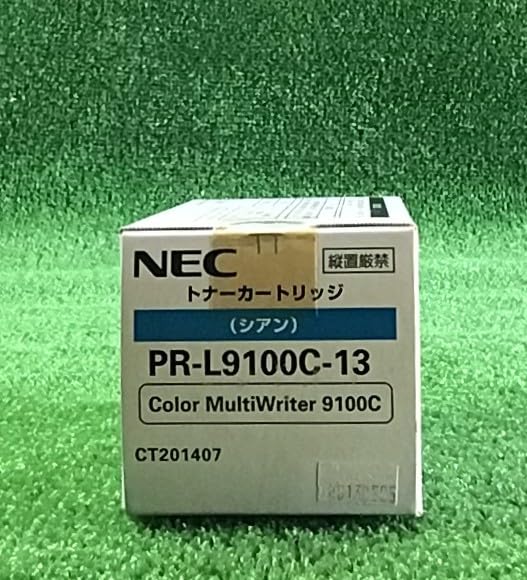 NEC
縦置厳禁
トナーカートリッジ
(シアン)
PR-L9100C-13
Color MultiWriter 9100C
CT201407